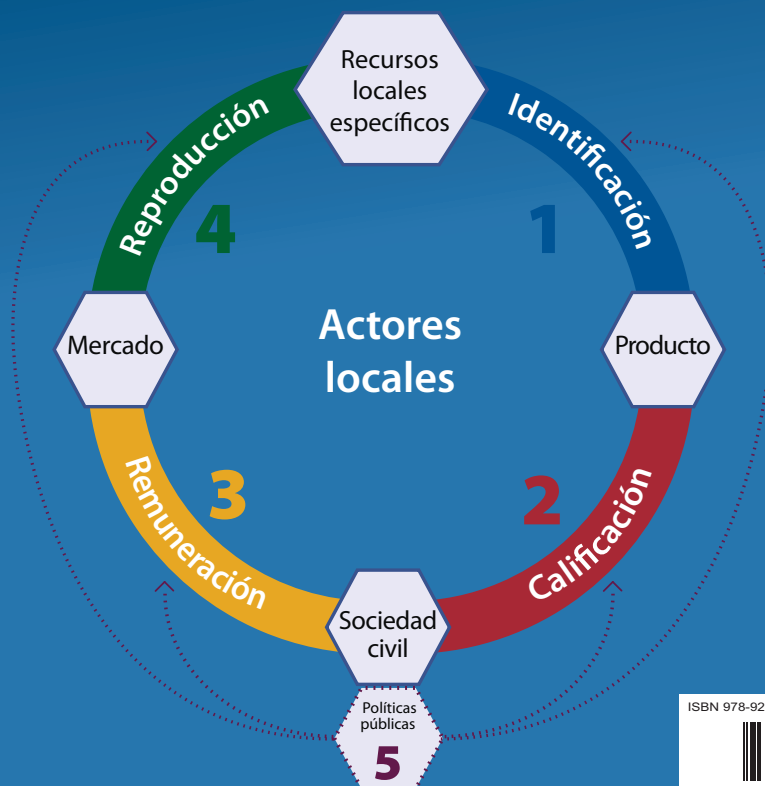 Recursos
locales
específicos
Identificación
1
Producto
2
Calificación
Sociedad
civil
3
Remuneración
Mercado
4
Reproducción
Actores
locales
Políticas
públicas
5
ISBN 978-92